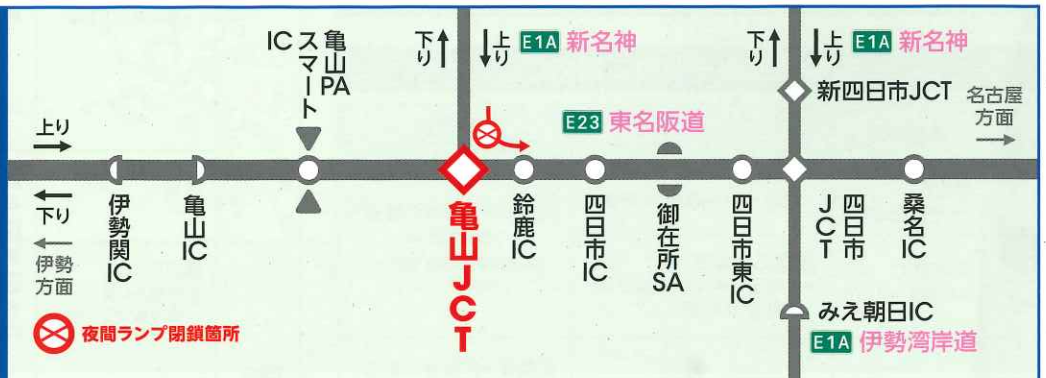 亀山PA
スマート
IC
下り
上り
E1A 新名神
下り
上り
E1A 新名神
新四日市JCT
名古屋
方面
E23 東名阪道
上り
下り
伊勢
方面
伊勢関IC
亀山IC
亀山JCT
鈴鹿IC
四日市IC
御在所SA
四日市東IC
四日市
JCT
桑名IC
みえ朝日IC
E1A 伊勢湾岸道
夜間ランプ閉鎖箇所